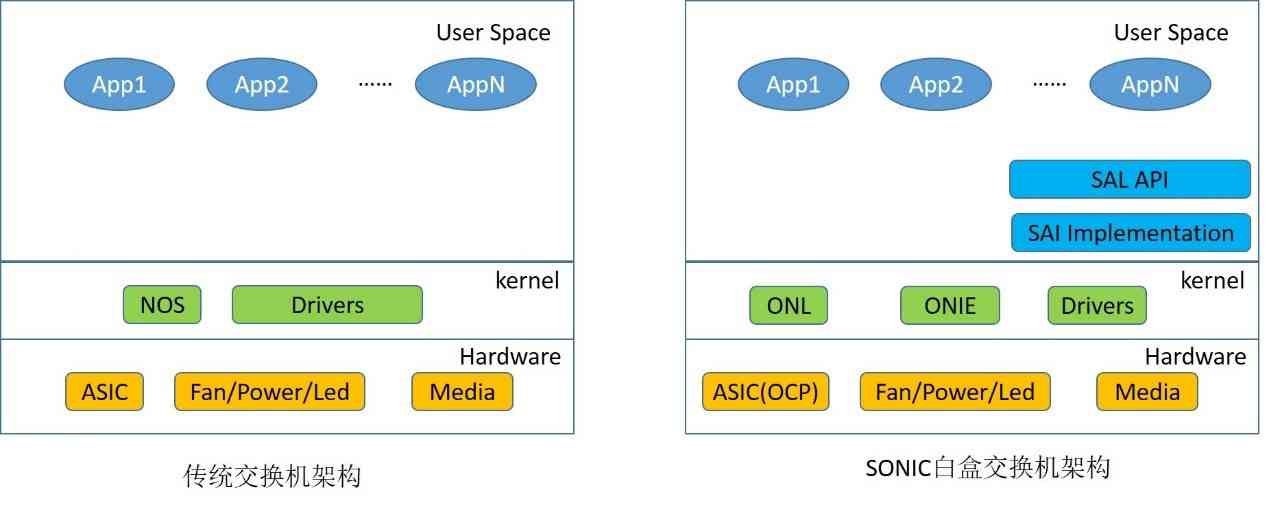 User Space
App1 App2 ...... AppN
kernel
NOS Drivers
Hardware
ASIC Fan/Power/Led Media
传统交换机架构
User Space
App1 App2 ...... AppN
SAL API
SAI Implementation
kernel
ONL ONIE Drivers
Hardware
ASIC(OCP) Fan/Power/Led Media
SONIC白盒交换机架构